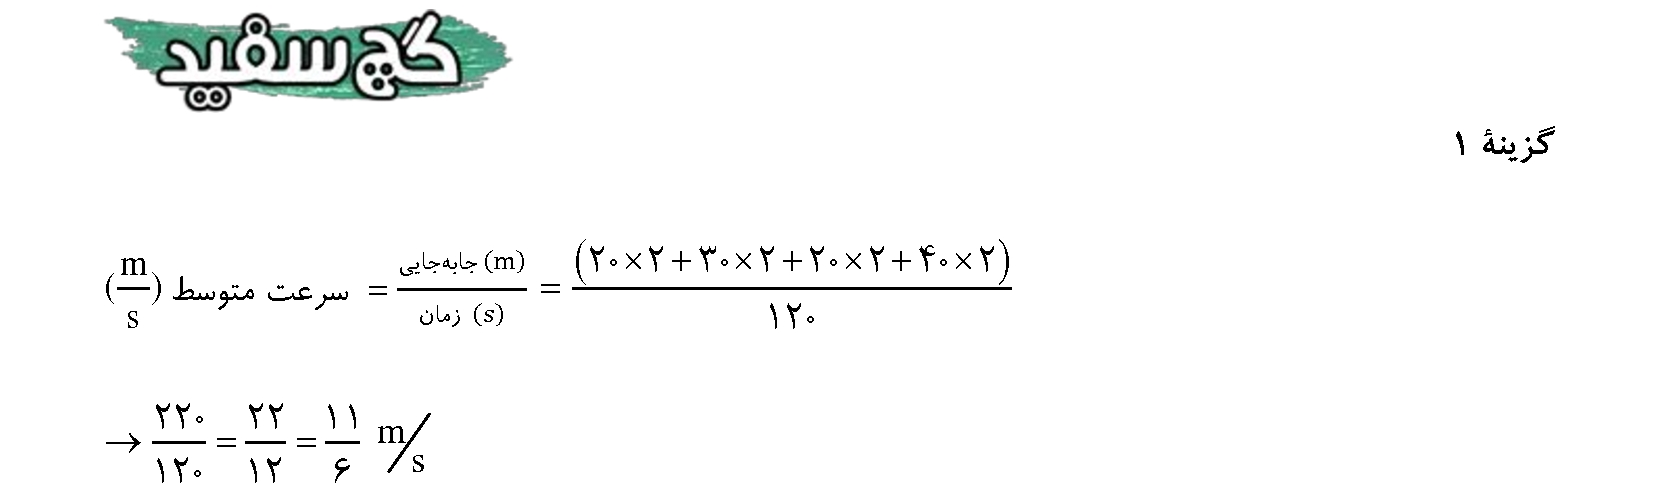 گچ سفید
گزینهٔ ۱
(m/s) سرعت متوسط = جابه‌جایی (m) / زمان (s) = (۲۰×۲+۳۰×۲+۲۰×۲+۴۰×۲) / ۱۲۰
→ ۲۲۰/۱۲۰ = ۲۲/۱۲ = ۱۱/۶ m/s